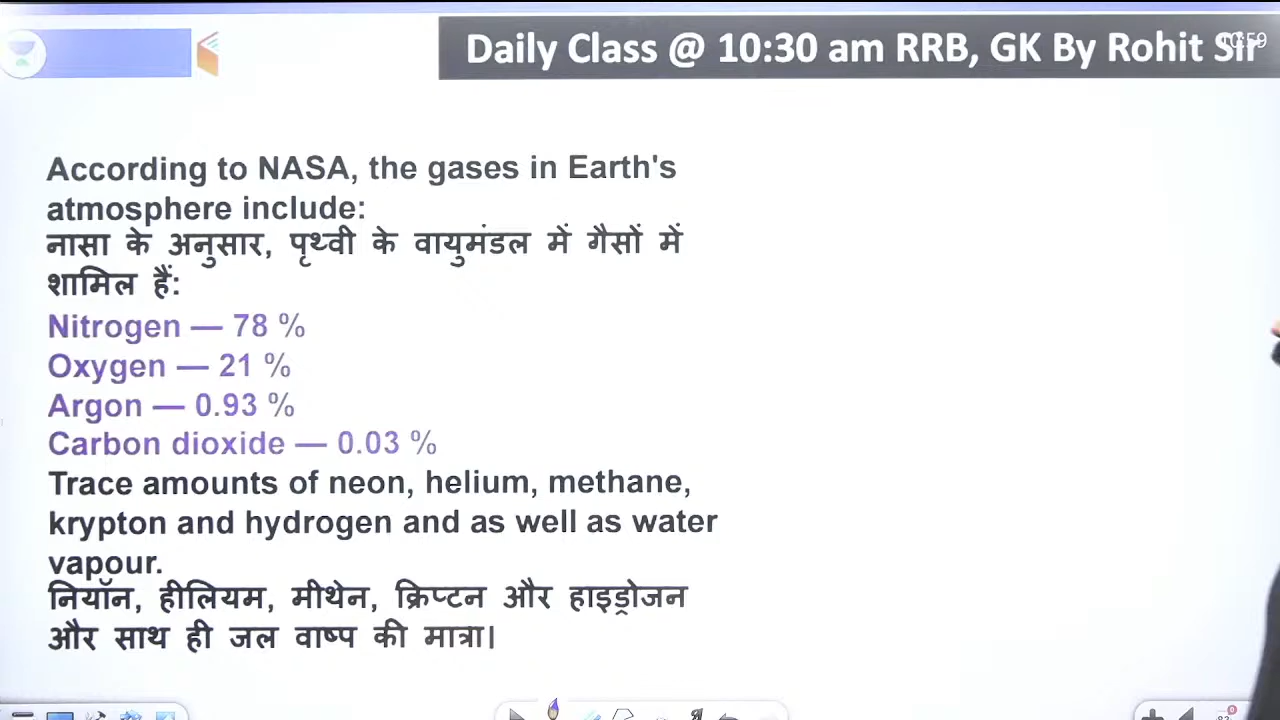 Daily Class @ 10:30 am RRB, GK By Rohit Sir
According to NASA, the gases in Earth's
atmosphere include:
नासा के अनुसार, पृथ्वी के वायुमंडल में गैसों में
शामिल हैं:
Nitrogen — 78 %
Oxygen — 21 %
Argon — 0.93 %
Carbon dioxide — 0.03 %
Trace amounts of neon, helium, methane,
krypton and hydrogen and as well as water
vapour.
नियॉन, हीलियम, मीथेन, क्रिप्टन और हाइड्रोजन
और साथ ही जल वाष्प की मात्रा।